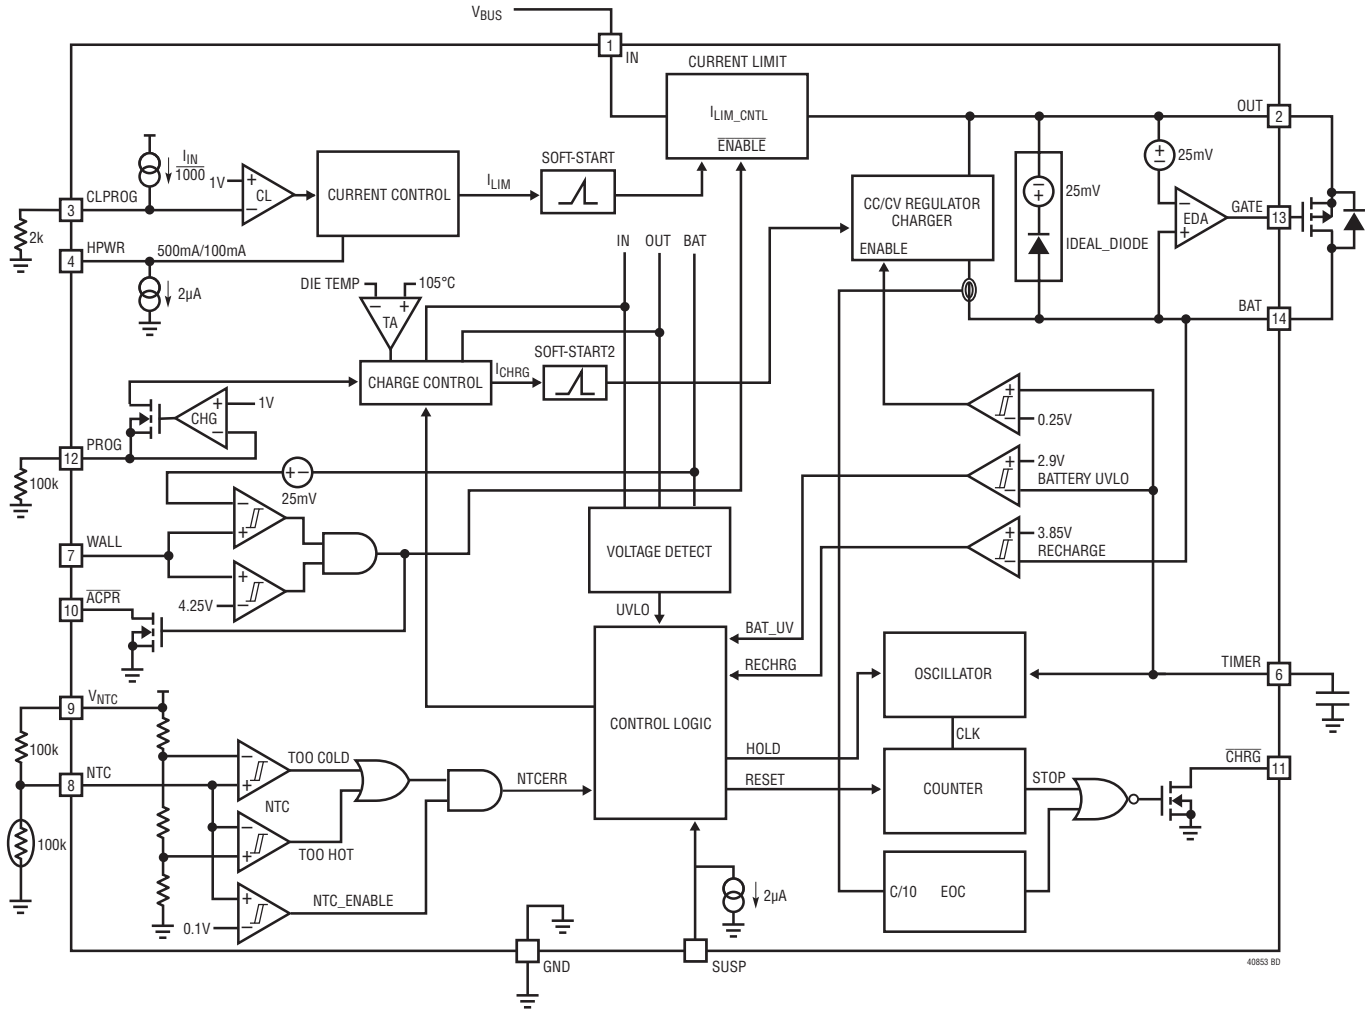 VBUS
1
IN
CURRENT LIMIT
ILIM_CNTL
ENABLE
OUT
2
25mV
SOFT-START
IIN
1000
1V
+
−
CL
CURRENT CONTROL
ILIM
CLPROG
3
2k
HPWR
4
500mA/100mA
2µA
CC/CV REGULATOR
CHARGER
ENABLE
25mV
IDEAL_DIODE
−
+
EDA
GATE
13
BAT
14
IN
OUT
BAT
DIE TEMP
105°C
−
+
TA
CHARGE CONTROL
ICHRG
SOFT-START2
+
−
CHG
1V
PROG
12
100k
+
−
0.25V
+
−
2.9V
BATTERY UVLO
+
−
3.85V
RECHARGE
+−
25mV
−
+
WALL
7
+
−
4.25V
ACPR
10
VOLTAGE DETECT
UVLO
BAT_UV
RECHRG
CONTROL LOGIC
HOLD
RESET
OSCILLATOR
CLK
COUNTER
STOP
C/10 EOC
TIMER
6
CHRG
11
VNTC
9
100k
NTC
8
100k
−
+
TOO C0LD
NTC
−
+
TOO HOT
+
−
0.1V
NTC_ENABLE
NTCERR
2µA
GND
SUSP
40853 BD